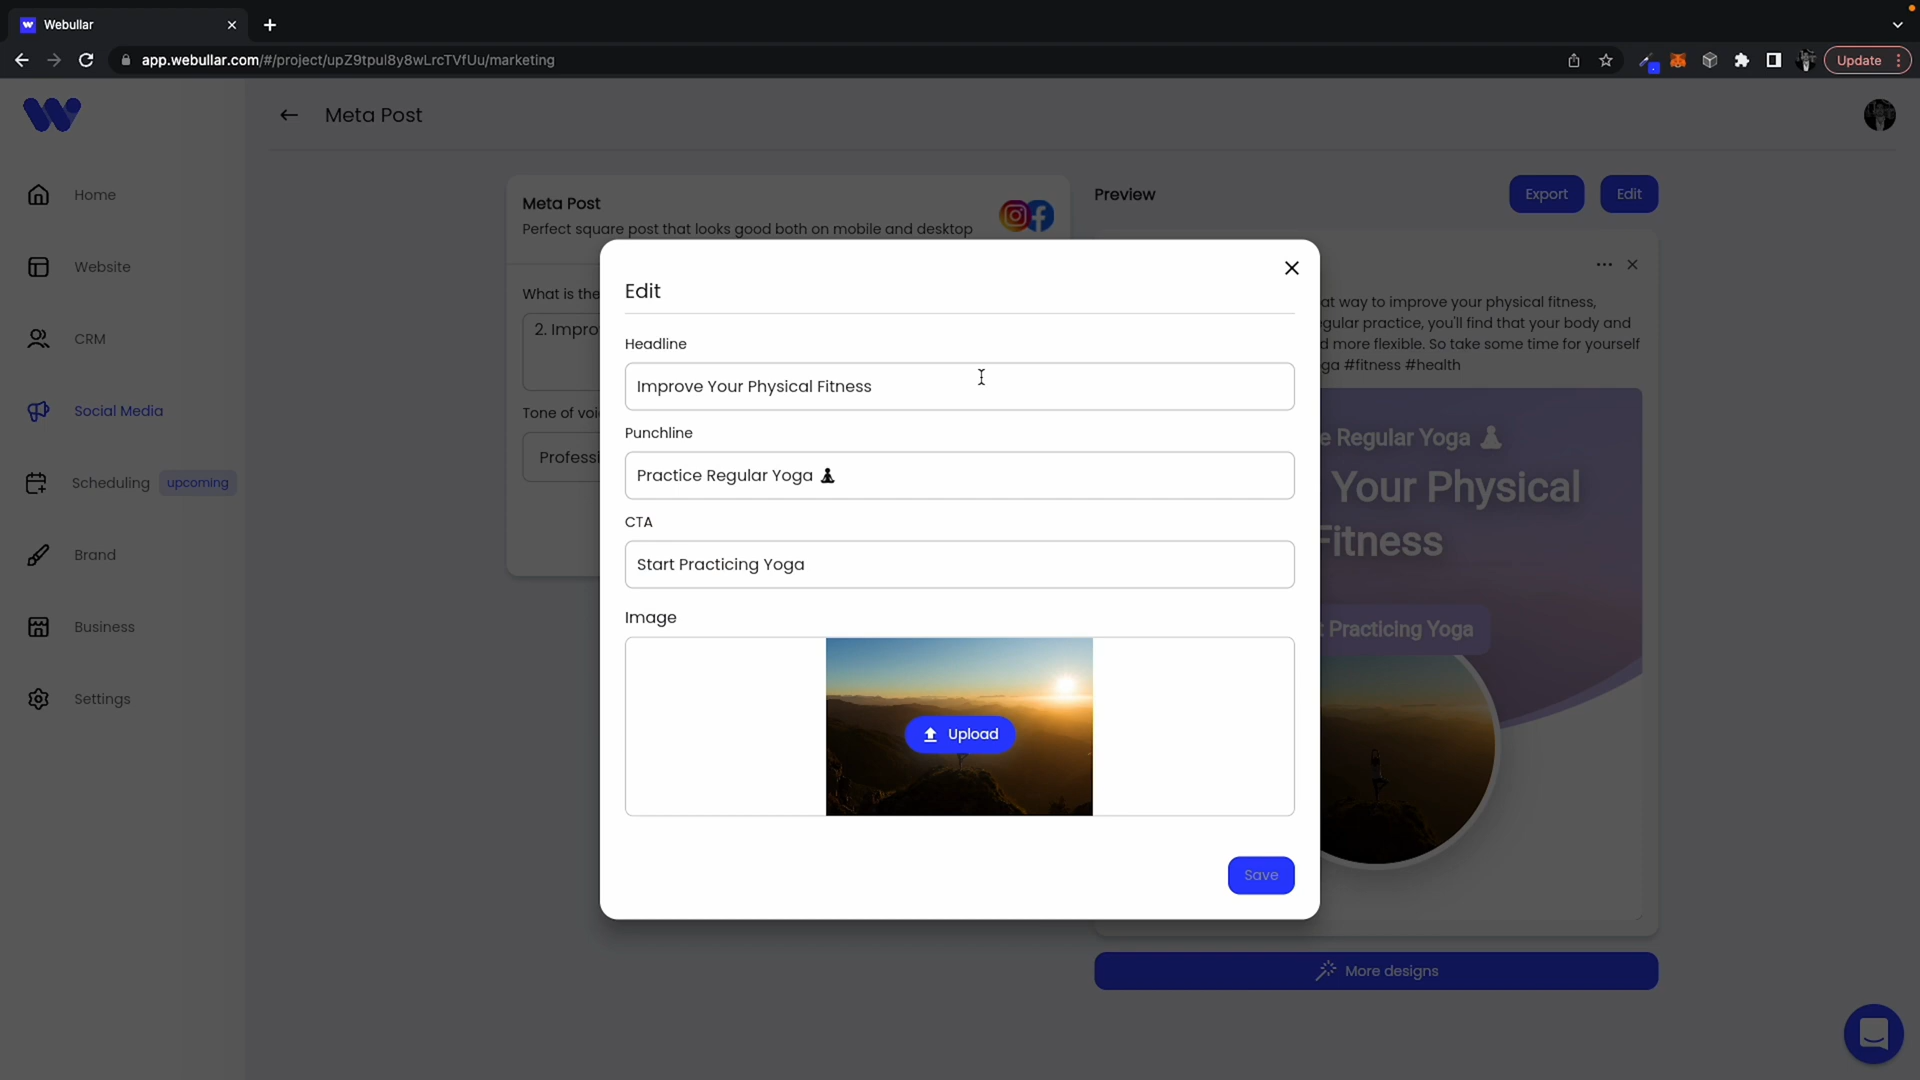 Webullar
app.webullar.com/#/project/upZ9tpul8y8wLrcTVfUu/marketing
Update
Meta Post
Home
Website
CRM
Social Media
Scheduling upcoming
Brand
Business
Settings
Meta Post
Perfect square post that looks good both on mobile and desktop
What is the
2. Impro
Tone of voi
Professi
Edit
Headline
Improve Your Physical Fitness
Punchline
Practice Regular Yoga
CTA
Start Practicing Yoga
Image
Upload
Save
Preview
Export
Edit
at way to improve your physical fitness,
egular practice, you'll find that your body and
d more flexible. So take some time for yourself
ga #fitness #health
e Regular Yoga
Your Physical
Fitness
t Practicing Yoga
More designs